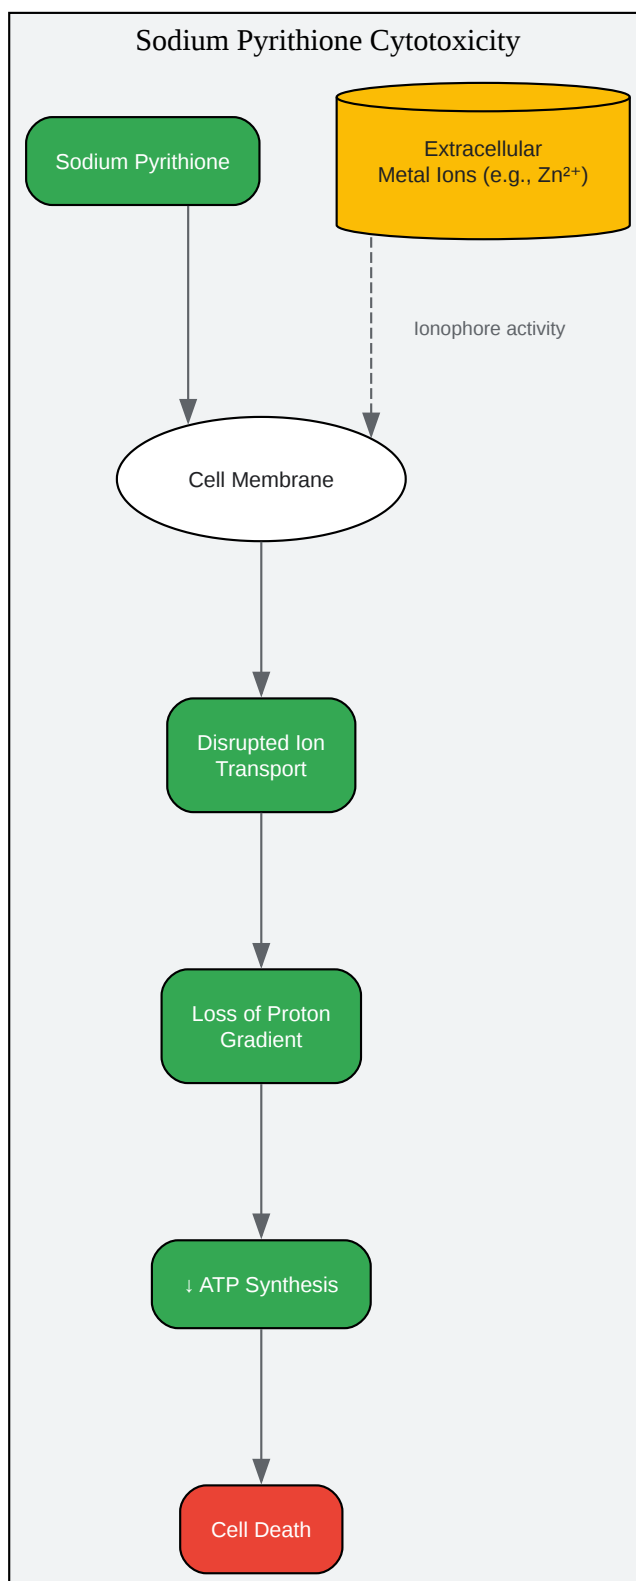 Sodium Pyrithione Cytotoxicity
Sodium Pyrithione
Extracellular
Metal Ions (e.g., Zn²⁺)
Ionophore activity
Cell Membrane
Disrupted Ion
Transport
Loss of Proton
Gradient
↓ ATP Synthesis
Cell Death